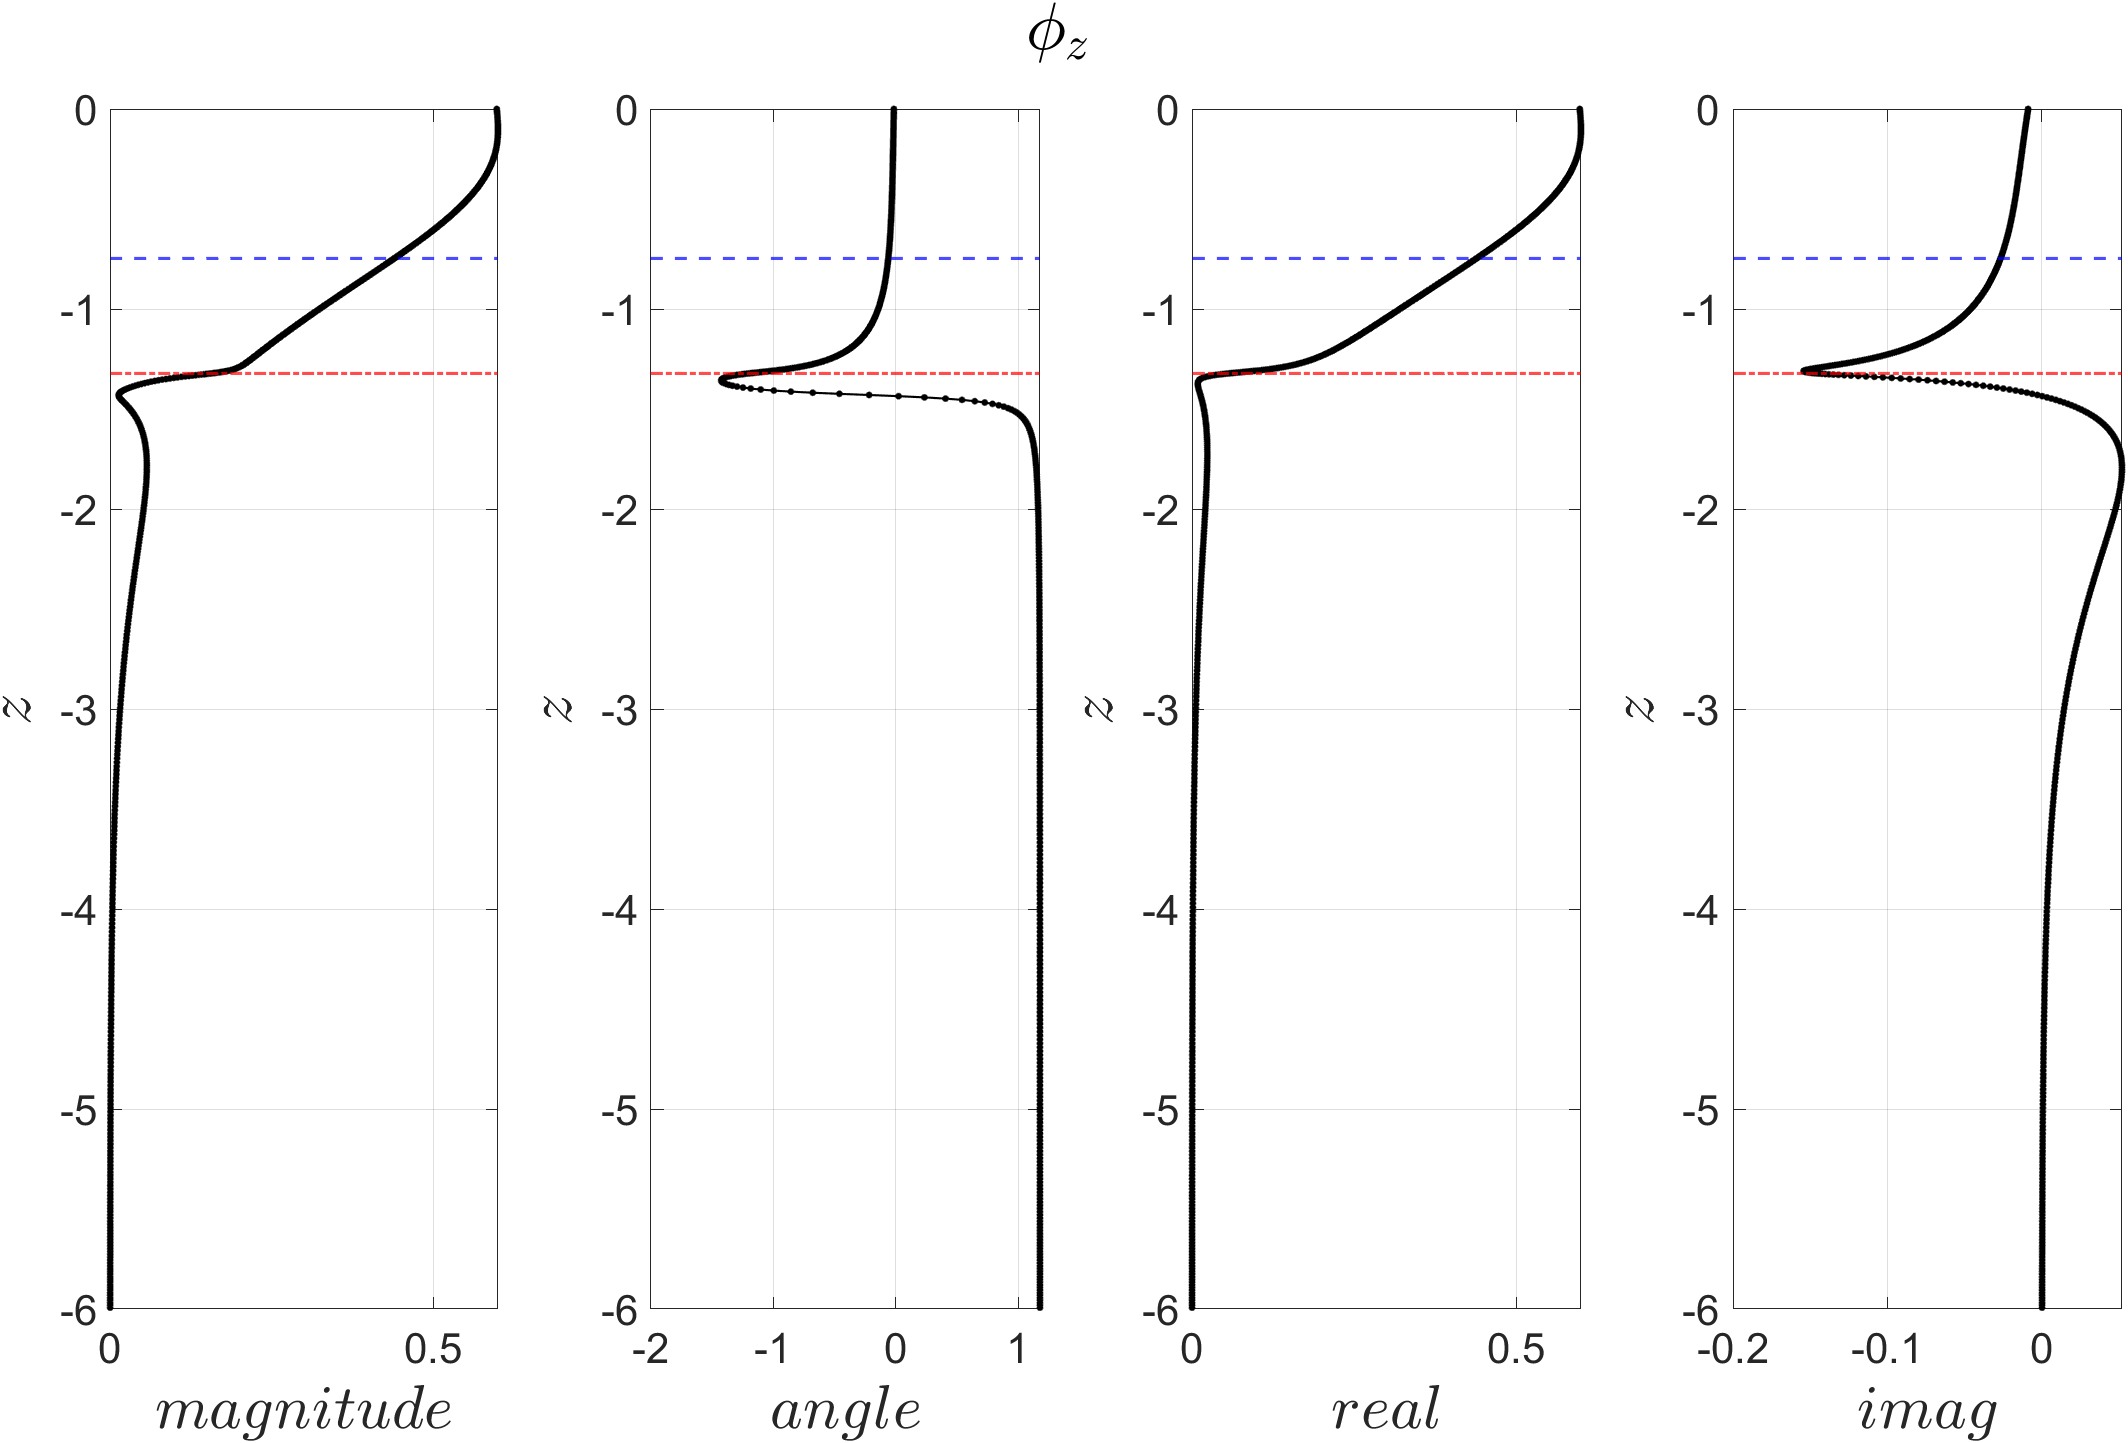 ϕz
0 0 0 0
-1 -1 -1 -1
-2 -2 -2 -2
z -3 z -3 z -3 z -3
-4 -4 -4 -4
-5 -5 -5 -5
-6 -6 -6 -6
0 0.5 -2 -1 0 1 0 0.5 -0.2 -0.1 0
magnitude angle real imag